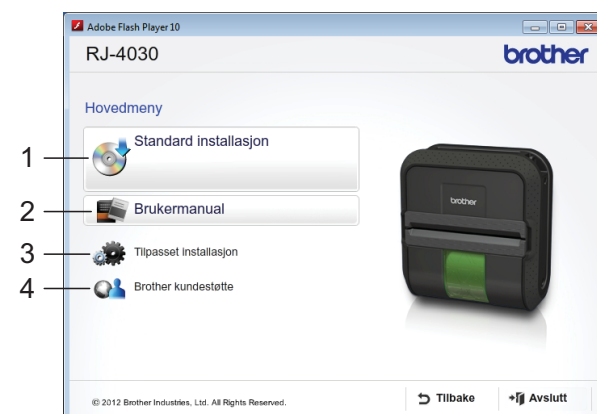 Adobe Flash Player 10
RJ-4030
brother
Hovedmeny
1
Standard installasjon
2
Brukermanual
3
Tilpasset installasjon
4
Brother kundestøtte
brother
© 2012 Brother Industries, Ltd. All Rights Reserved.
Tilbake
Avslutt